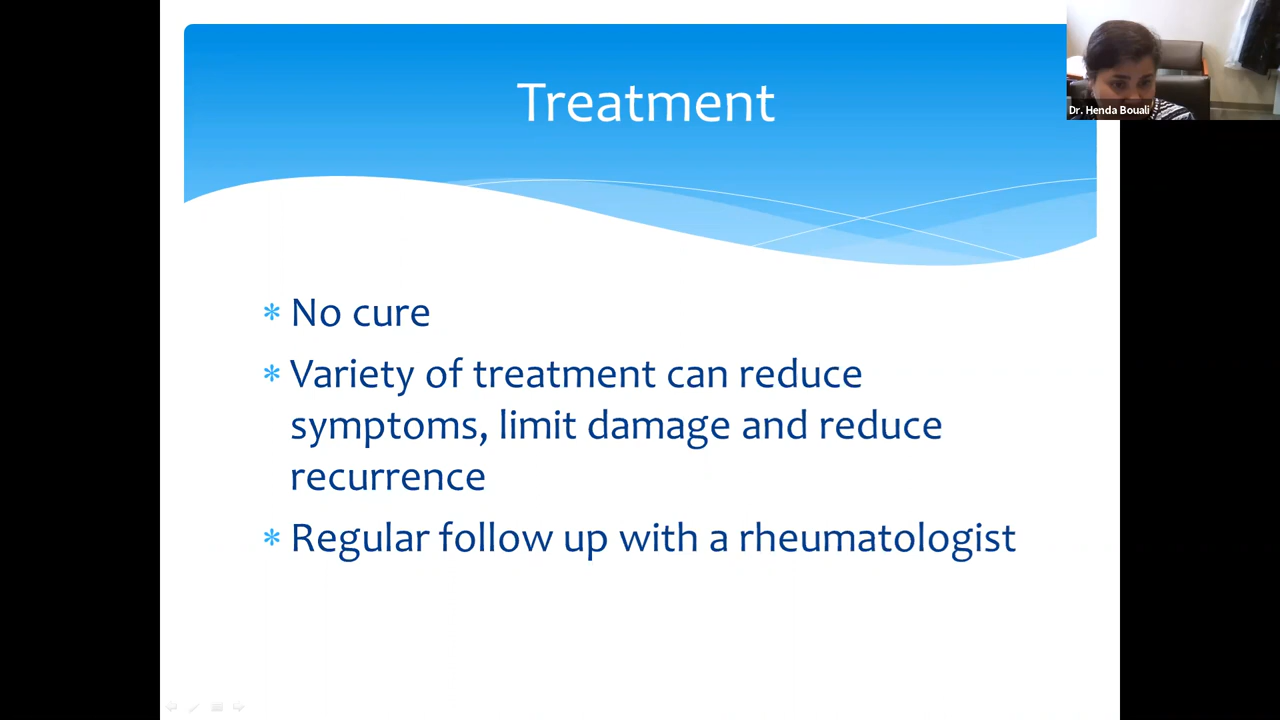 Treatment
Dr. Henda Bouali
* No cure
* Variety of treatment can reduce
symptoms, limit damage and reduce
recurrence
* Regular follow up with a rheumatologist